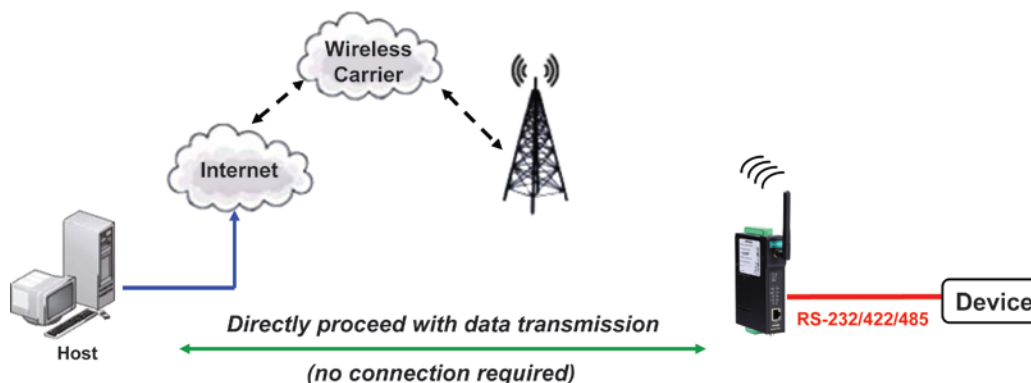 Wireless
Carrier
Internet
Host
Directly proceed with data transmission
(no connection required)
RS-232/422/485
Device